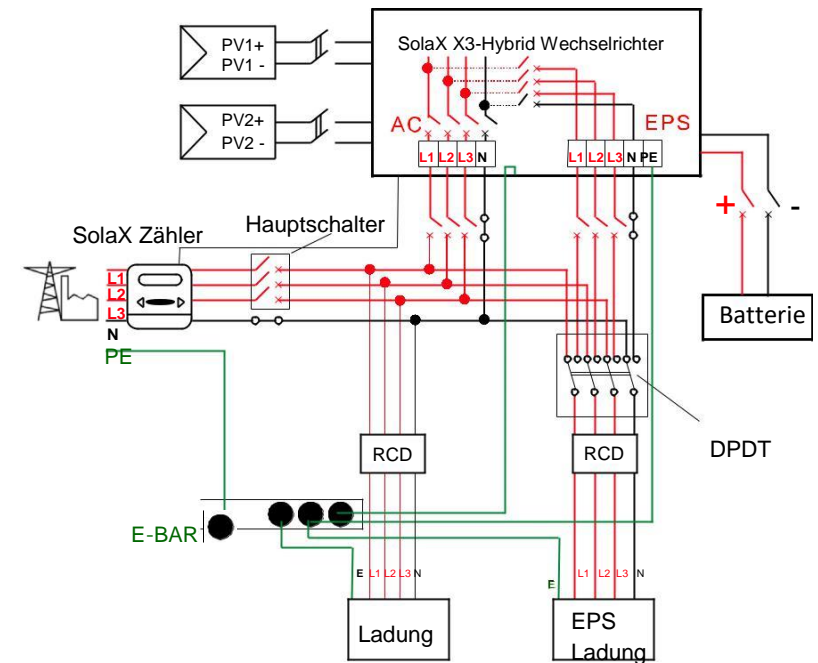 PV1+
PV1 -
PV2+
PV2 -
SolaX X3-Hybrid Wechselrichter
AC
EPS
L1 L2 L3 N
L1 L2 L3 N PE
SolaX Zähler
Hauptschalter
+ -
Batterie
L1
L2
L3
N
PE
DPDT
RCD
RCD
E-BAR
E L1 L2 L3 N
E
L1 L2 L3 N
Ladung
EPS
Ladung